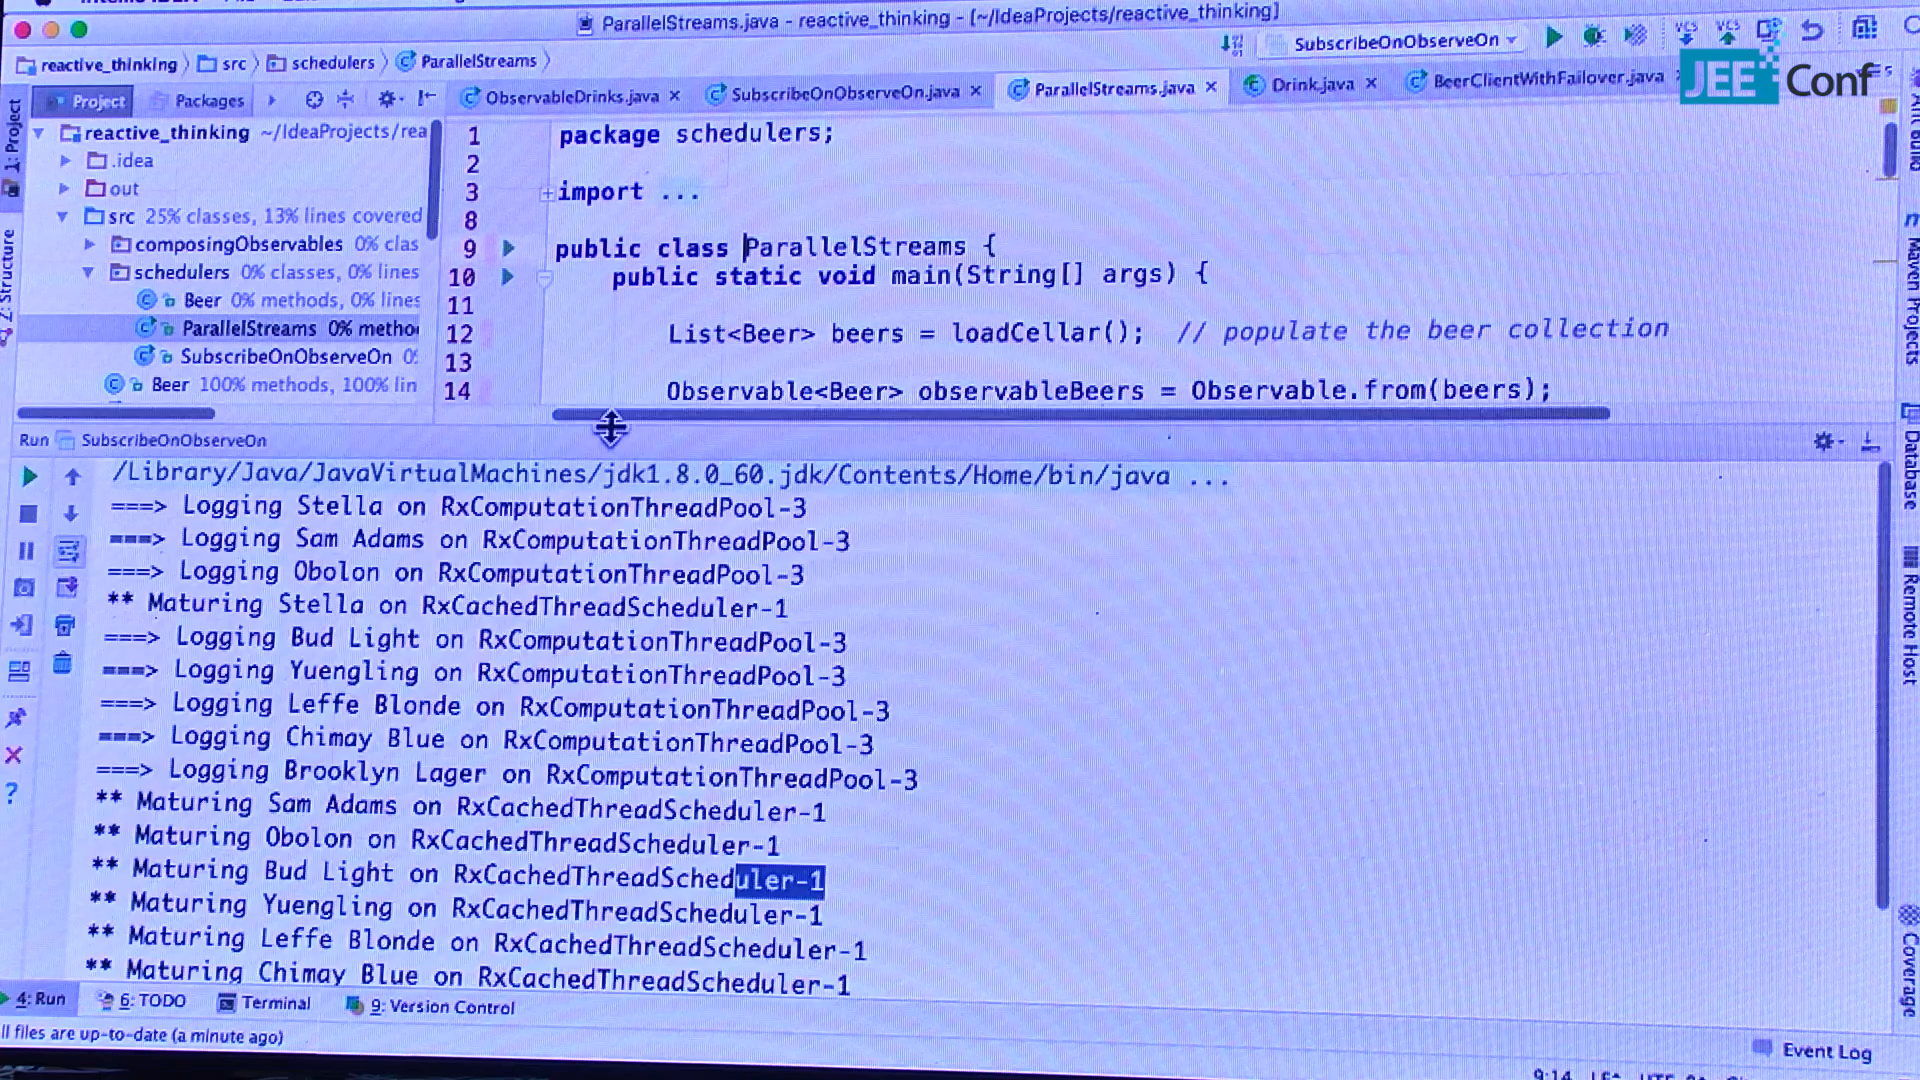 ParallelStreams.java - reactive_thinking - [~/IdeaProjects/reactive_thinking]
reactive_thinking src schedulers ParallelStreams
SubscribeOnObserveOn
JEE Conf
Project Packages
ObservableDrinks.java SubscribeOnObserveOn.java ParallelStreams.java Drink.java BeerClientWithFailover.java
1: Project
Z: Structure
reactive_thinking ~/IdeaProjects/rea
.idea
out
src 25% classes, 13% lines covered
composingObservables 0% clas
schedulers 0% classes, 0% lines
Beer 0% methods, 0% lines
ParallelStreams 0% metho
SubscribeOnObserveOn
Beer 100% methods, 100% lin
1 package schedulers;
2
3 import ...
8
9 public class ParallelStreams {
10 public static void main(String[] args) {
11
12 List<Beer> beers = loadCellar(); // populate the beer collection
13
14 Observable<Beer> observableBeers = Observable.from(beers);
Maven Projects
Database
Remote Host
Coverage
Run SubscribeOnObserveOn
/Library/Java/JavaVirtualMachines/jdk1.8.0_60.jdk/Contents/Home/bin/java ...
===> Logging Stella on RxComputationThreadPool-3
===> Logging Sam Adams on RxComputationThreadPool-3
===> Logging Obolon on RxComputationThreadPool-3
** Maturing Stella on RxCachedThreadScheduler-1
===> Logging Bud Light on RxComputationThreadPool-3
===> Logging Yuengling on RxComputationThreadPool-3
===> Logging Leffe Blonde on RxComputationThreadPool-3
===> Logging Chimay Blue on RxComputationThreadPool-3
===> Logging Brooklyn Lager on RxComputationThreadPool-3
** Maturing Sam Adams on RxCachedThreadScheduler-1
** Maturing Obolon on RxCachedThreadScheduler-1
** Maturing Bud Light on RxCachedThreadScheduler-1
** Maturing Yuengling on RxCachedThreadScheduler-1
** Maturing Leffe Blonde on RxCachedThreadScheduler-1
** Maturing Chimay Blue on RxCachedThreadScheduler-1
4: Run 6: TODO Terminal 9: Version Control
ll files are up-to-date (a minute ago)
Event Log
9:14